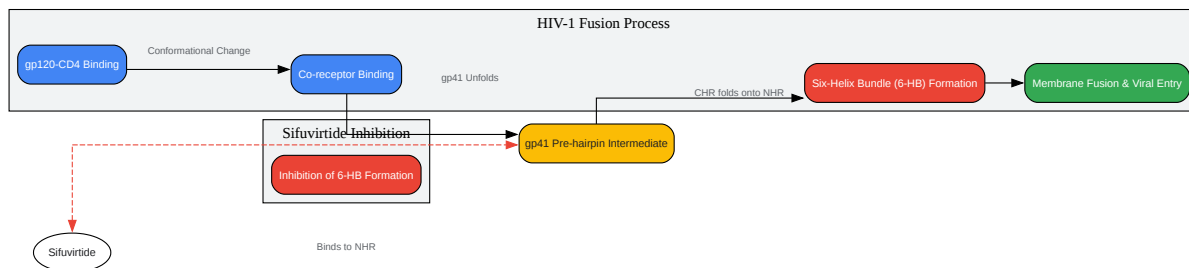 HIV-1 Fusion Process
gp120-CD4 Binding
Conformational Change
Co-receptor Binding
gp41 Unfolds
CHR folds onto NHR
Six-Helix Bundle (6-HB) Formation
Membrane Fusion & Viral Entry
Sifuvirtide Inhibition
gp41 Pre-hairpin Intermediate
Inhibition of 6-HB Formation
Sifuvirtide
Binds to NHR